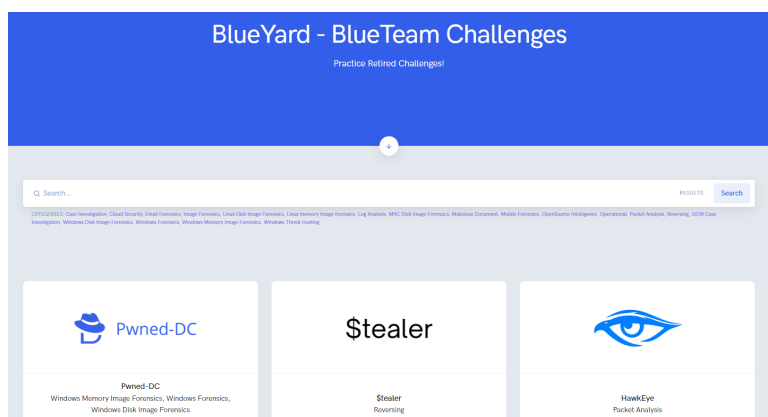 BlueYard - BlueTeam Challenges
Practice Retired Challenges!
Search...
RESULTS
Search
CATEGORIES: Case Investigation, Cloud Security, Email Forensics, Image Forensics, Linux Disk Image Forensics, Linux memory image forensics, Log Analysis, MAC Disk Image Forensics, Malicious Document, Mobile Forensics, OpenSource Intelligence, Operational, Packet Analysis, Reversing, SIEM Case
Investigation, Windows Disk Image Forensics, Windows Forensics, Windows Memory Image Forensics, Windows Threat Hunting
Pwned-DC
$tealer
Pwned-DC
Windows Memory Image Forensics, Windows Forensics,
Windows Disk Image Forensics
$tealer
Reversing
HawkEye
Packet Analysis